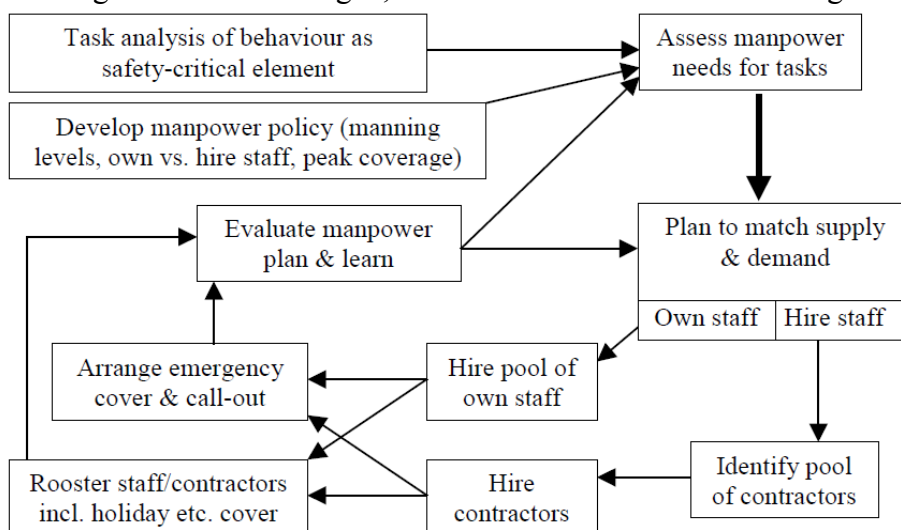 Task analysis of behaviour as
safety-critical element
Assess manpower
needs for tasks
Develop manpower policy (manning
levels, own vs. hire staff, peak coverage)
Evaluate manpower
plan & learn
Plan to match supply
& demand
Own staff
Hire staff
Arrange emergency
cover & call-out
Hire pool of
own staff
Rooster staff/contractors
incl. holiday etc. cover
Hire
contractors
Identify pool
of contractors